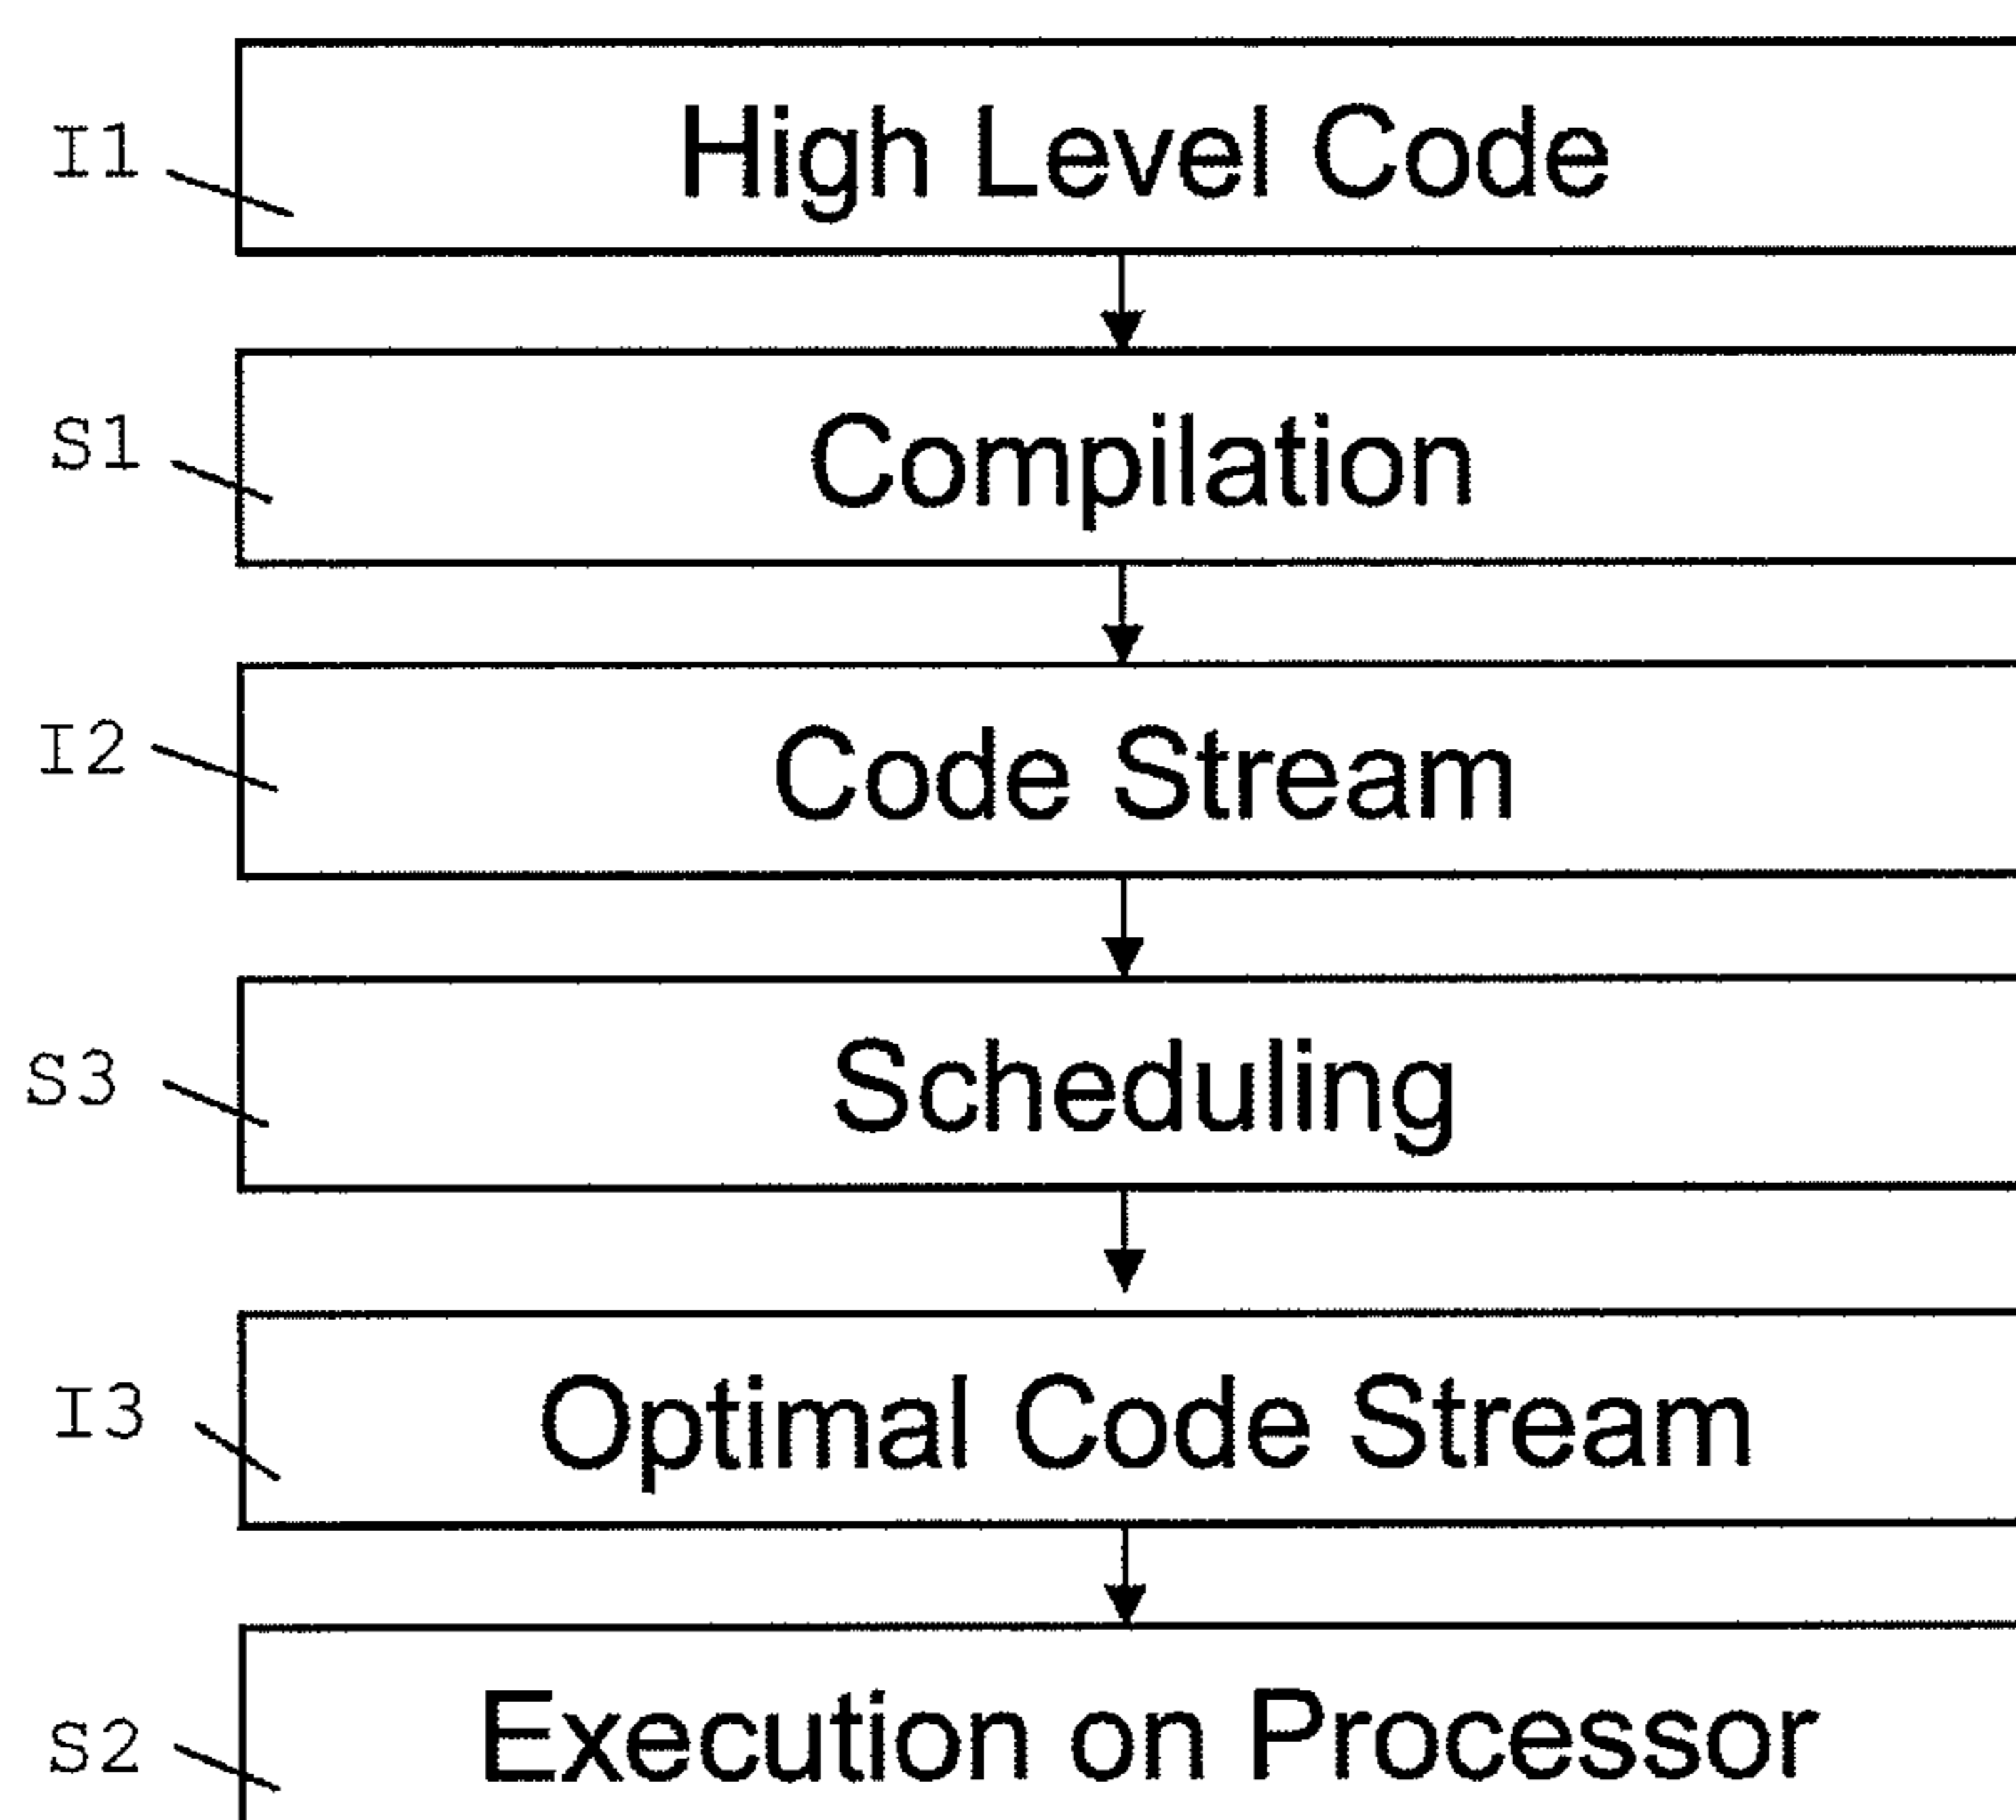 I1
High Level Code
S1
Compilation
I2
Code Stream
S3
Scheduling
I3
Optimal Code Stream
S2
Execution on Processor